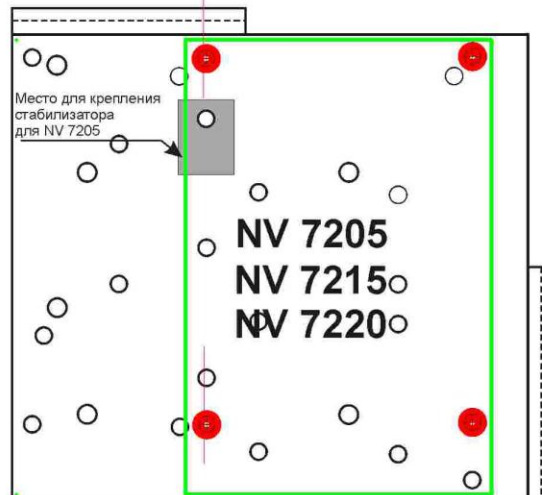 Место для крепления
стабилизатора
для NV 7205
NV 7205
NV 7215
NV 7220